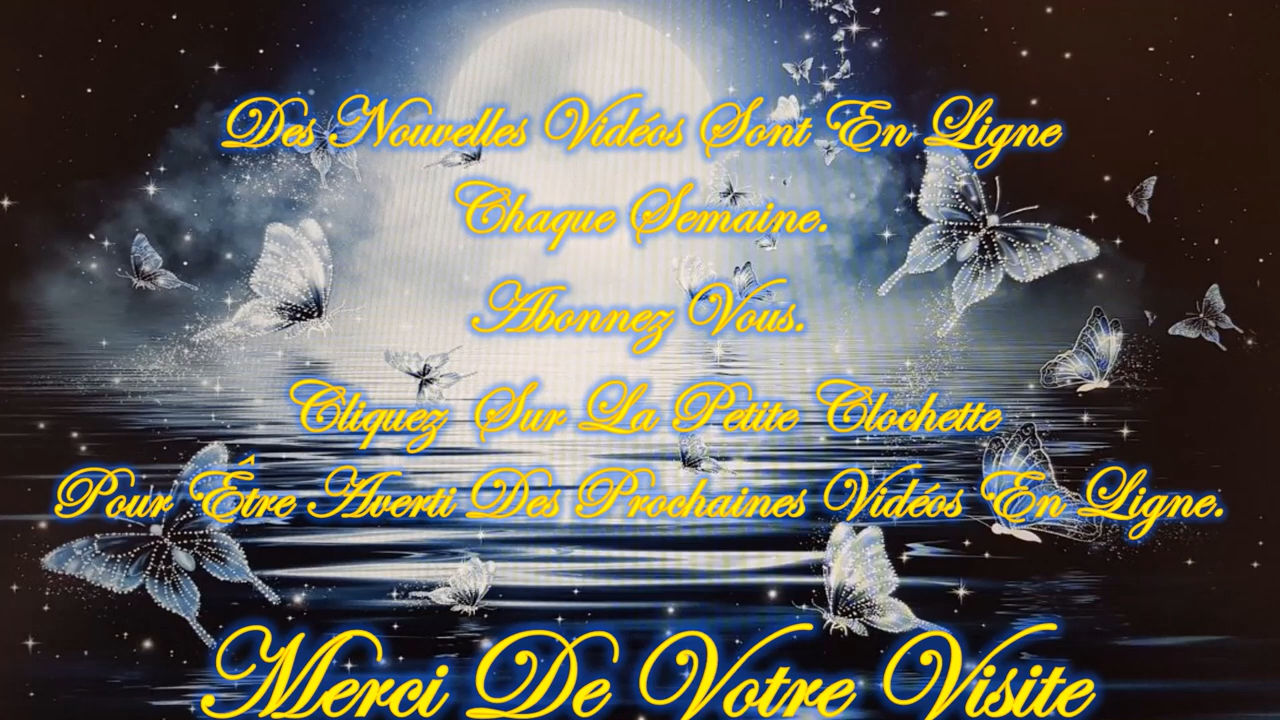 Des Nouvelles Vidéos Sont En Ligne
Chaque Semaine.
Abonnez Vous.
Cliquez Sur La Petite Clochette
Pour Être Averti Des Prochaines Vidéos En Ligne.
Merci De Votre Visite